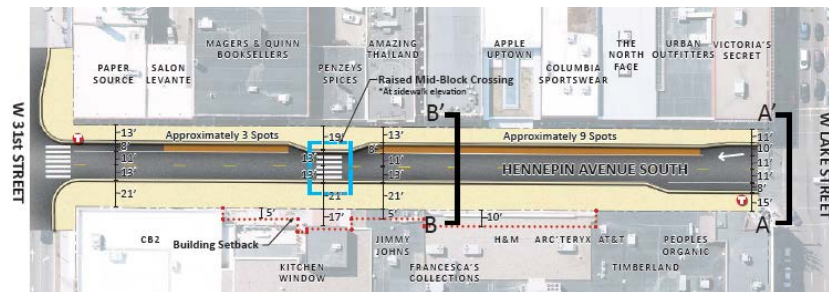 MAGERS & QUINN
BOOKSELLERS
AMAZING
THAILAND
PAPER
SOURCE
SALON
LEVANTE
PENZEYS
SPICES
APPLE
UPTOWN
COLUMBIA
SPORTSWEAR
THE
NORTH
FACE
URBAN
OUTFITTERS
VICTORIA'S
SECRET
Raised Mid-Block Crossing
*At sidewalk elevation
B'
A'
W 31st STREET
W LAKE STREET
T
13'
Approximately 3 Spots
19'
13'
Approximately 9 Spots
11'
8'
11'
13'
21'
13'
13'
21'
8'
11'
13'
21'
10'
11'
11'
8'
15'
HENNEPIN AVENUE SOUTH
T
5'
17'
5'
10'
B
A
Building Setback
CB2
KITCHEN
WINDOW
JIMMY
JOHNS
FRANCESCA'S
COLLECTIONS
H&M
ARC'TERYX
AT&T
TIMBERLAND
PEOPLES
ORGANIC